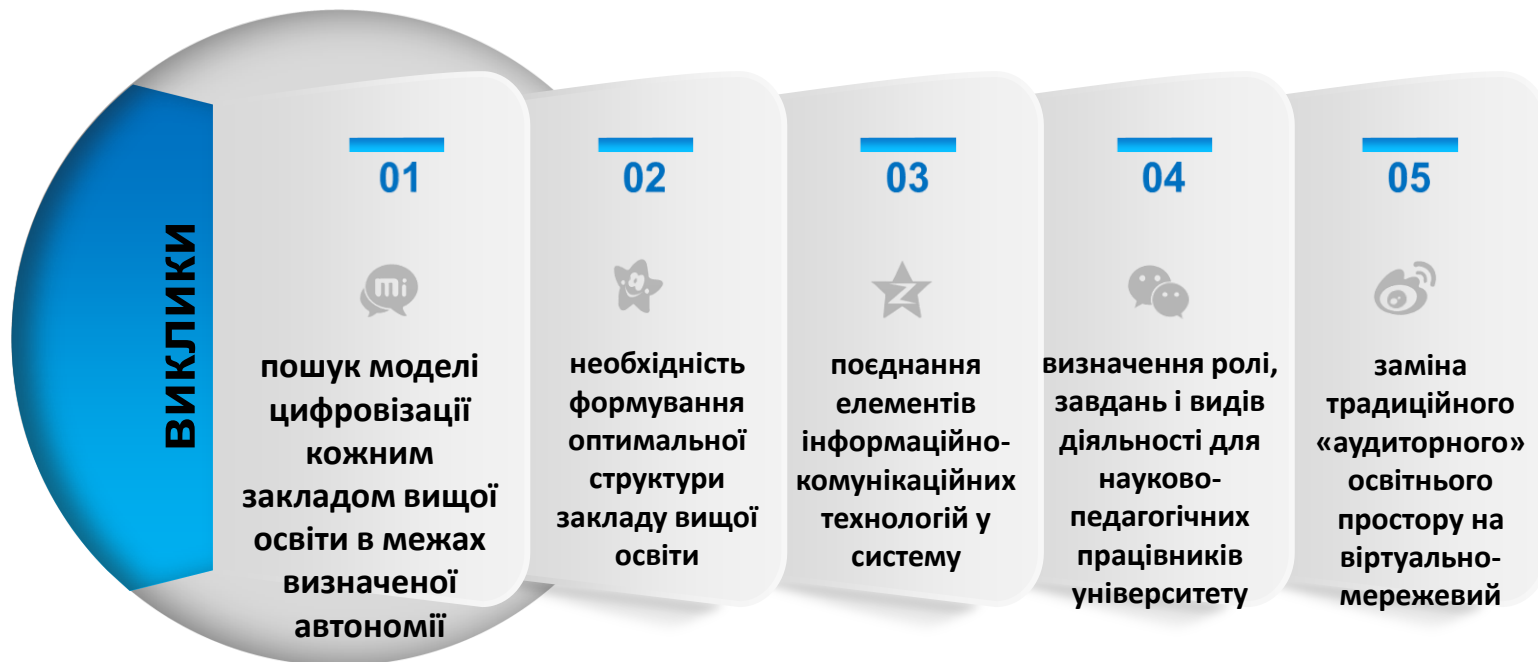 ВИКЛИКИ
01
пошук моделі
цифровізації
кожним
закладом вищої
освіти в межах
визначеної
автономії
02
необхідність
формування
оптимальної
структури
закладу вищої
освіти
03
поєднання
елементів
інформаційно-
комунікаційних
технологій у
систему
04
визначення ролі,
завдань і видів
діяльності для
науково-
педагогічних
працівників
університету
05
заміна
традиційного
«аудиторного»
освітнього
простору на
віртуально-
мережевий